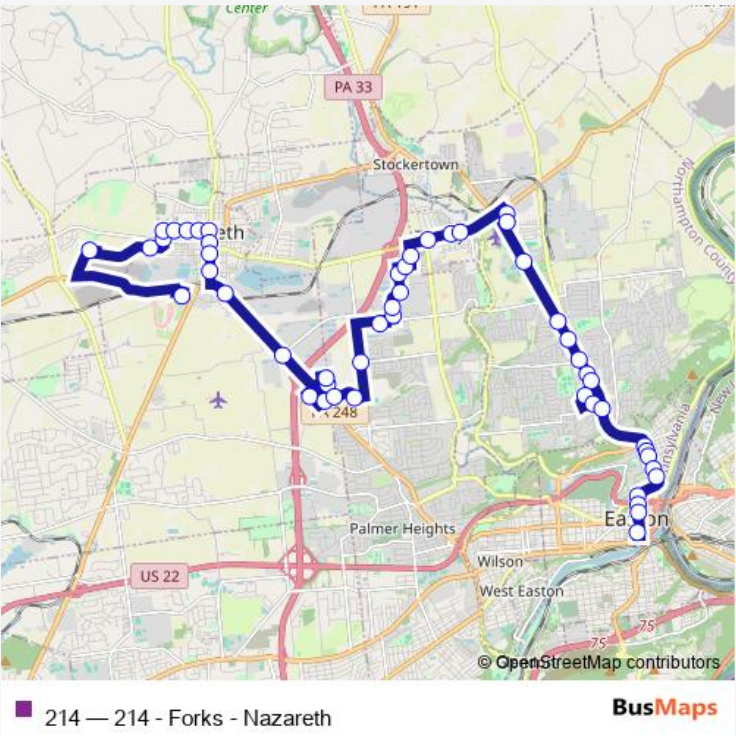 Center
PA 191
PA 33
Stockertown
Northampton County
eth
PA 248
nsylvania
New
Palmer Heights
Easton
Wilson
US 22
West Easton
75
75
© OpenStreetMap contributors
214 — 214 - Forks - Nazareth
BusMaps